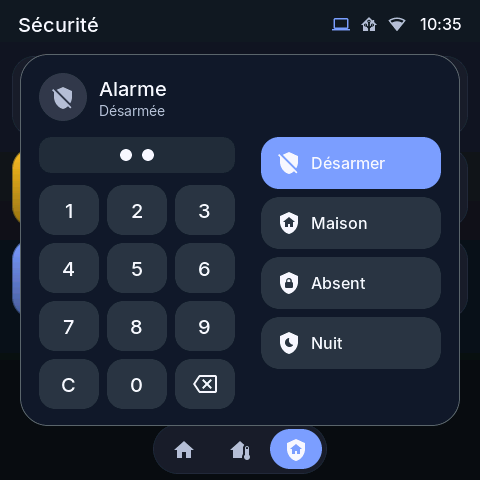 Sécurité
10:35
Alarme
Désarmée
1 2 3
4 5 6
7 8 9
C 0
Désarmer
Maison
Absent
Nuit